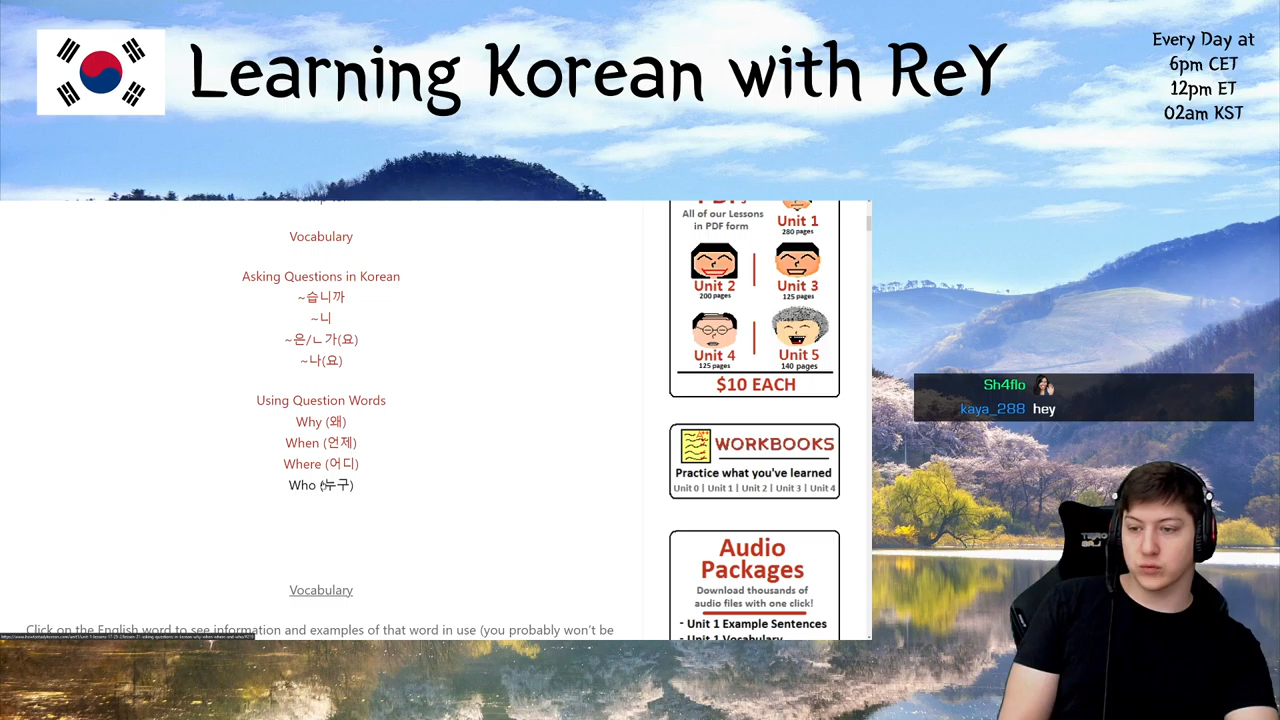 Learning Korean with ReY
Every Day at
6pm CET
12pm ET
02am KST
Vocabulary
Asking Questions in Korean
~습니까
~니
~은/ㄴ가(요)
~나(요)
Using Question Words
Why (왜)
When (언제)
Where (어디)
Who (누구)
Vocabulary
Click on the English word to see information and examples of that word in use (you probably won't be
All of our Lessons
in PDF form
Unit 1
280 pages
Unit 2
200 pages
Unit 3
125 pages
Unit 4
125 pages
Unit 5
140 pages
$10 EACH
WORKBOOKS
Practice what you've learned
Unit 0 | Unit 1 | Unit 2 | Unit 3 | Unit 4
Audio
Packages
Download thousands of
audio files with one click!
- Unit 1 Example Sentences
- Unit 1 Vocabulary
Sh4flo
kaya_288 hey